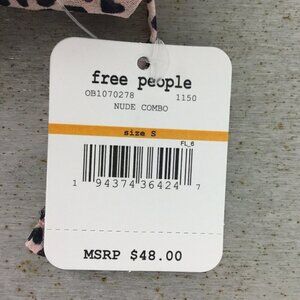 free people
OB1070278 1150
NUDE COMBO
size S
FL_6
1 94374 36424 7
MSRP $48.00